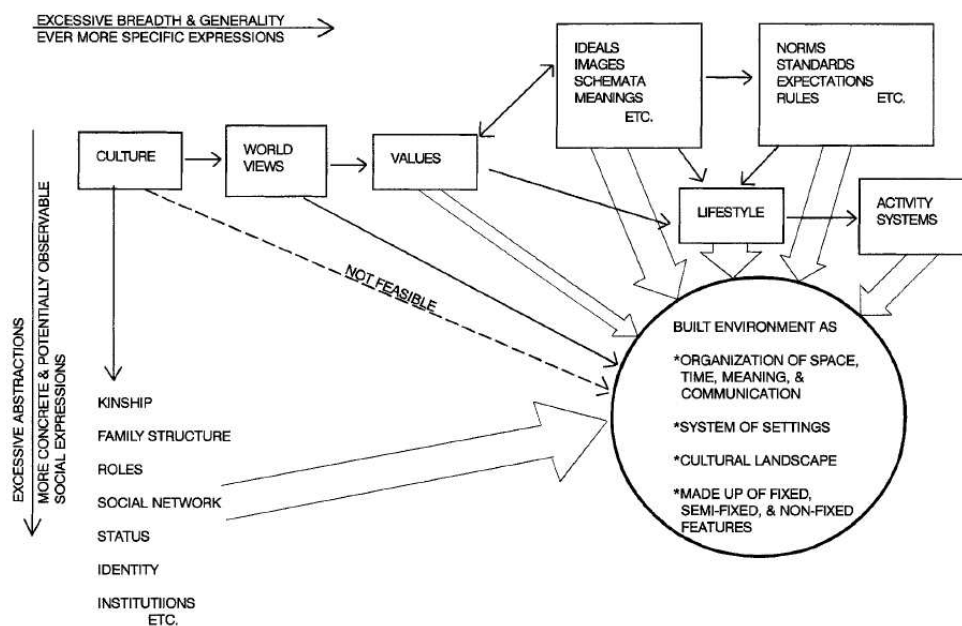 EXCESSIVE BREADTH & GENERALITY
EVER MORE SPECIFIC EXPRESSIONS
IDEALS
IMAGES
SCHEMATA
MEANINGS
ETC.
NORMS
STANDARDS
EXPECTATIONS
RULES ETC.
CULTURE
WORLD
VIEWS
VALUES
LIFESTYLE
ACTIVITY
SYSTEMS
NOT FEASIBLE
EXCESSIVE ABSTRACTIONS
MORE CONCRETE & POTENTIALLY OBSERVABLE
SOCIAL EXPRESSIONS
KINSHIP
FAMILY STRUCTURE
ROLES
SOCIAL NETWORK
STATUS
IDENTITY
INSTITUTIIONS
ETC.
BUILT ENVIRONMENT AS
*ORGANIZATION OF SPACE,
TIME, MEANING, &
COMMUNICATION
*SYSTEM OF SETTINGS
*CULTURAL LANDSCAPE
*MADE UP OF FIXED,
SEMI-FIXED, & NON-FIXED
FEATURES